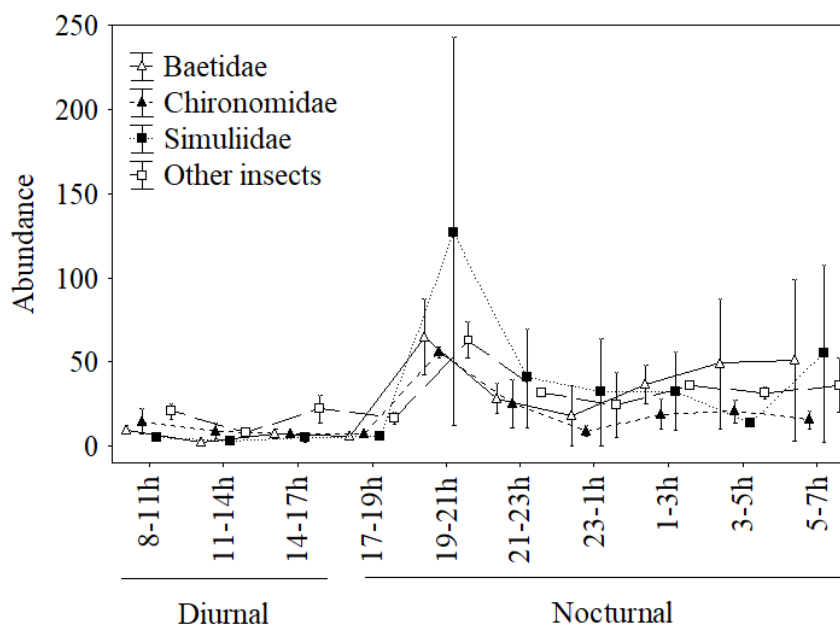 250
200
150
100
50
0
Abundance
Baetidae
Chironomidae
Simuliidae
Other insects
8-11h
11-14h
14-17h
17-19h
19-21h
21-23h
23-1h
1-3h
3-5h
5-7h
Diurnal
Nocturnal